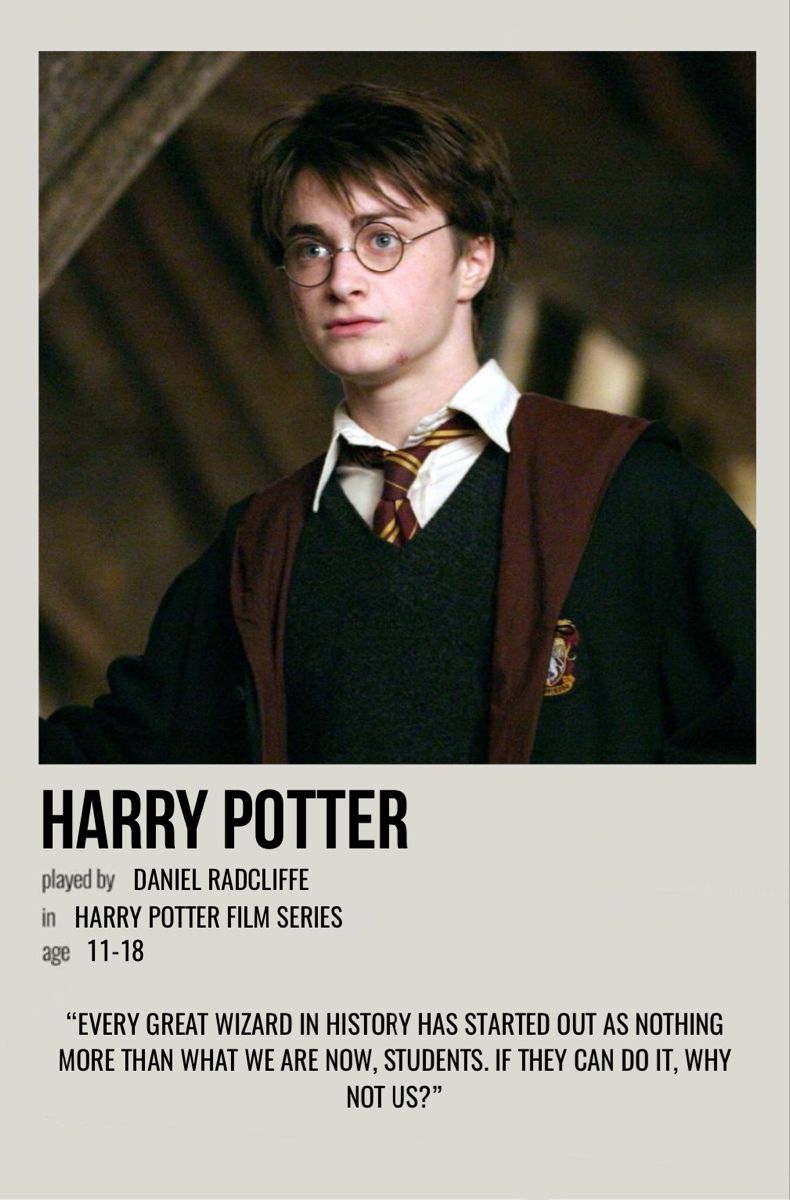 HARRY POTTER
played by DANIEL RADCLIFFE
in HARRY POTTER FILM SERIES
age 11-18
“EVERY GREAT WIZARD IN HISTORY HAS STARTED OUT AS NOTHING
MORE THAN WHAT WE ARE NOW, STUDENTS. IF THEY CAN DO IT, WHY
NOT US?”